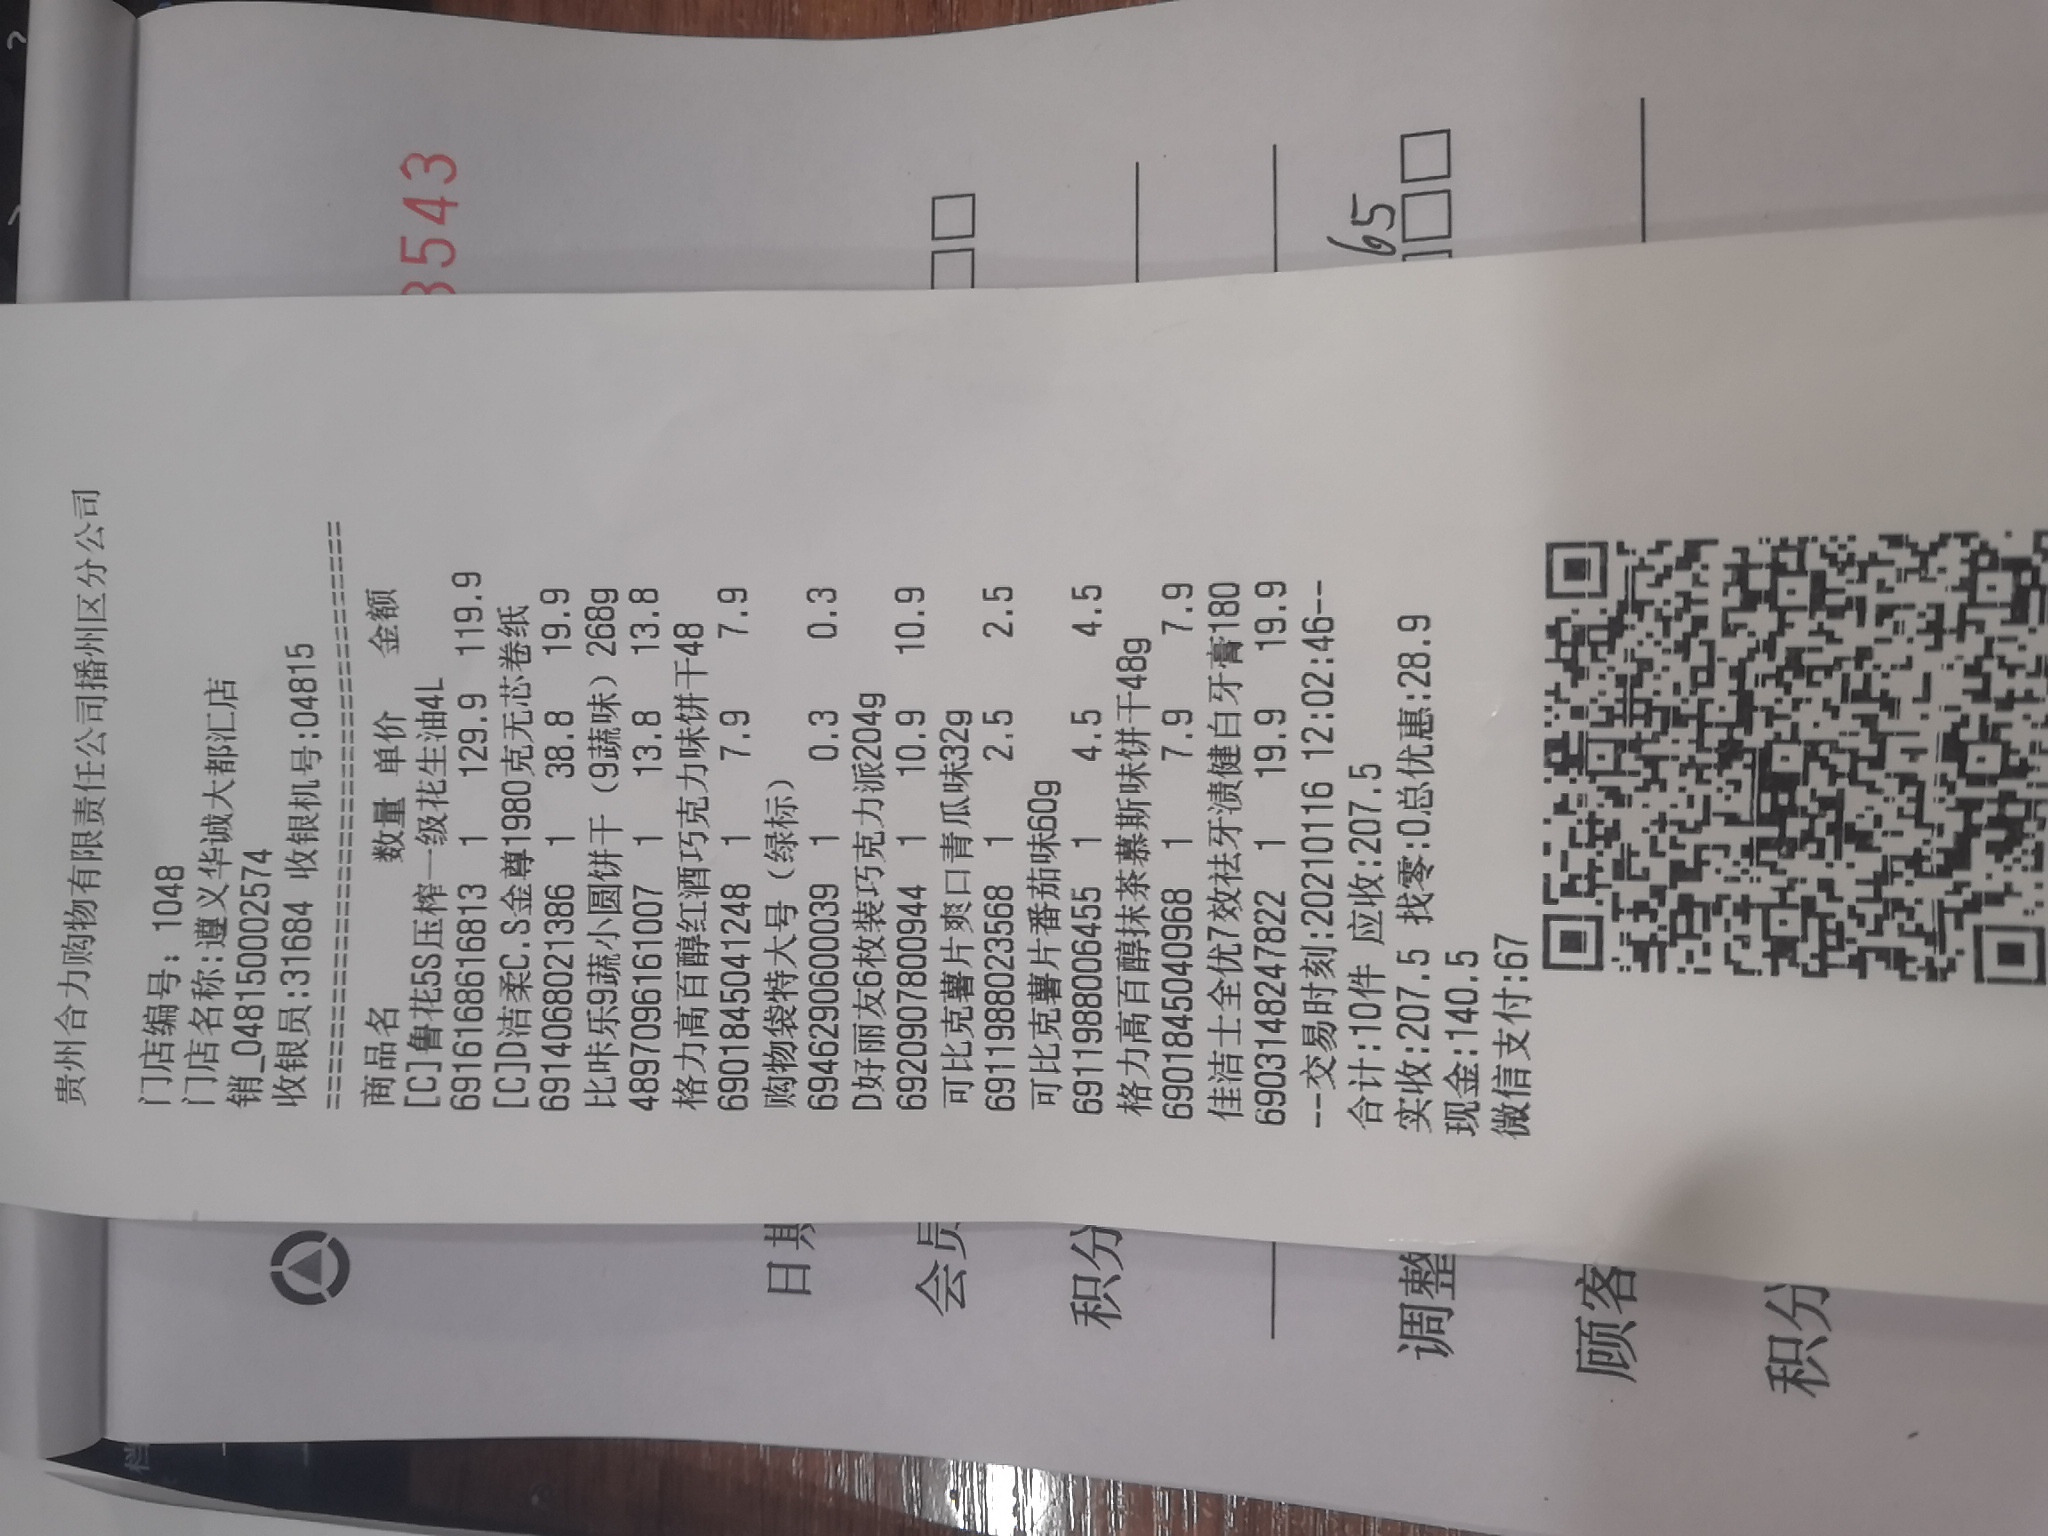 贵州合力购物有限责任公司播州区分公司
门店编号: 1048
门店名称:遵义华诚大都汇店
销_0481500​02574
收银员:31684 收银机号:04815
================================
商品名 数量 单价 金额
[C]鲁花5S压榨一级花生油4L
6916168616813 1 129.9 119.9
[C]D洁柔C.S金尊1980克无芯卷纸
6914068021386 1 38.8 19.9
比咔乐9蔬小圆饼干（9蔬味）268g
4897096161007 1 13.8 13.8
格力高百醇红酒巧克力味饼干48
6901845041248 1 7.9 7.9
购物袋特大号（绿标）
6946290600039 1 0.3 0.3
D好丽友6枚装巧克力派204g
6920907800944 1 10.9 10.9
可比克薯片爽口青瓜味32g
6911988023568 1 2.5 2.5
可比克薯片番茄味60g
6911988006455 1 4.5 4.5
格力高百醇抹茶慕斯味饼干48g
6901845040968 1 7.9 7.9
佳洁士全优7效祛牙渍健白牙膏180
6903148247822 1 19.9 19.9
--交易时刻:20210116 12:02:46--
合计:10件 应收:207.5
实收:207.5 找零:0总优惠:28.9
现金:140.5
微信支付:67
3543
65
日期
会员
积分
调整
顾客
积分